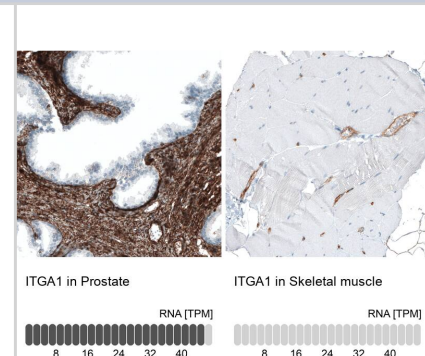 ITGA1 in Prostate
RNA [TPM]
8 16 24 32 40
ITGA1 in Skeletal muscle
RNA [TPM]
8 16 24 32 40